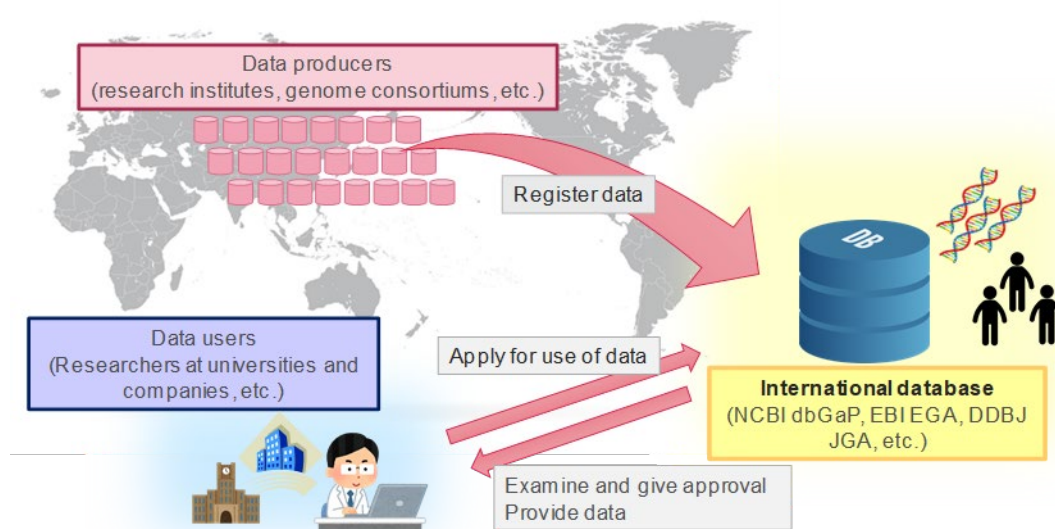 Data producers
(research institutes, genome consortiums, etc.)
Register data
DB
Data users
(Researchers at universities and
companies, etc.)
Apply for use of data
International database
(NCBI dbGaP, EBI EGA, DDBJ
JGA, etc.)
Examine and give approval
Provide data